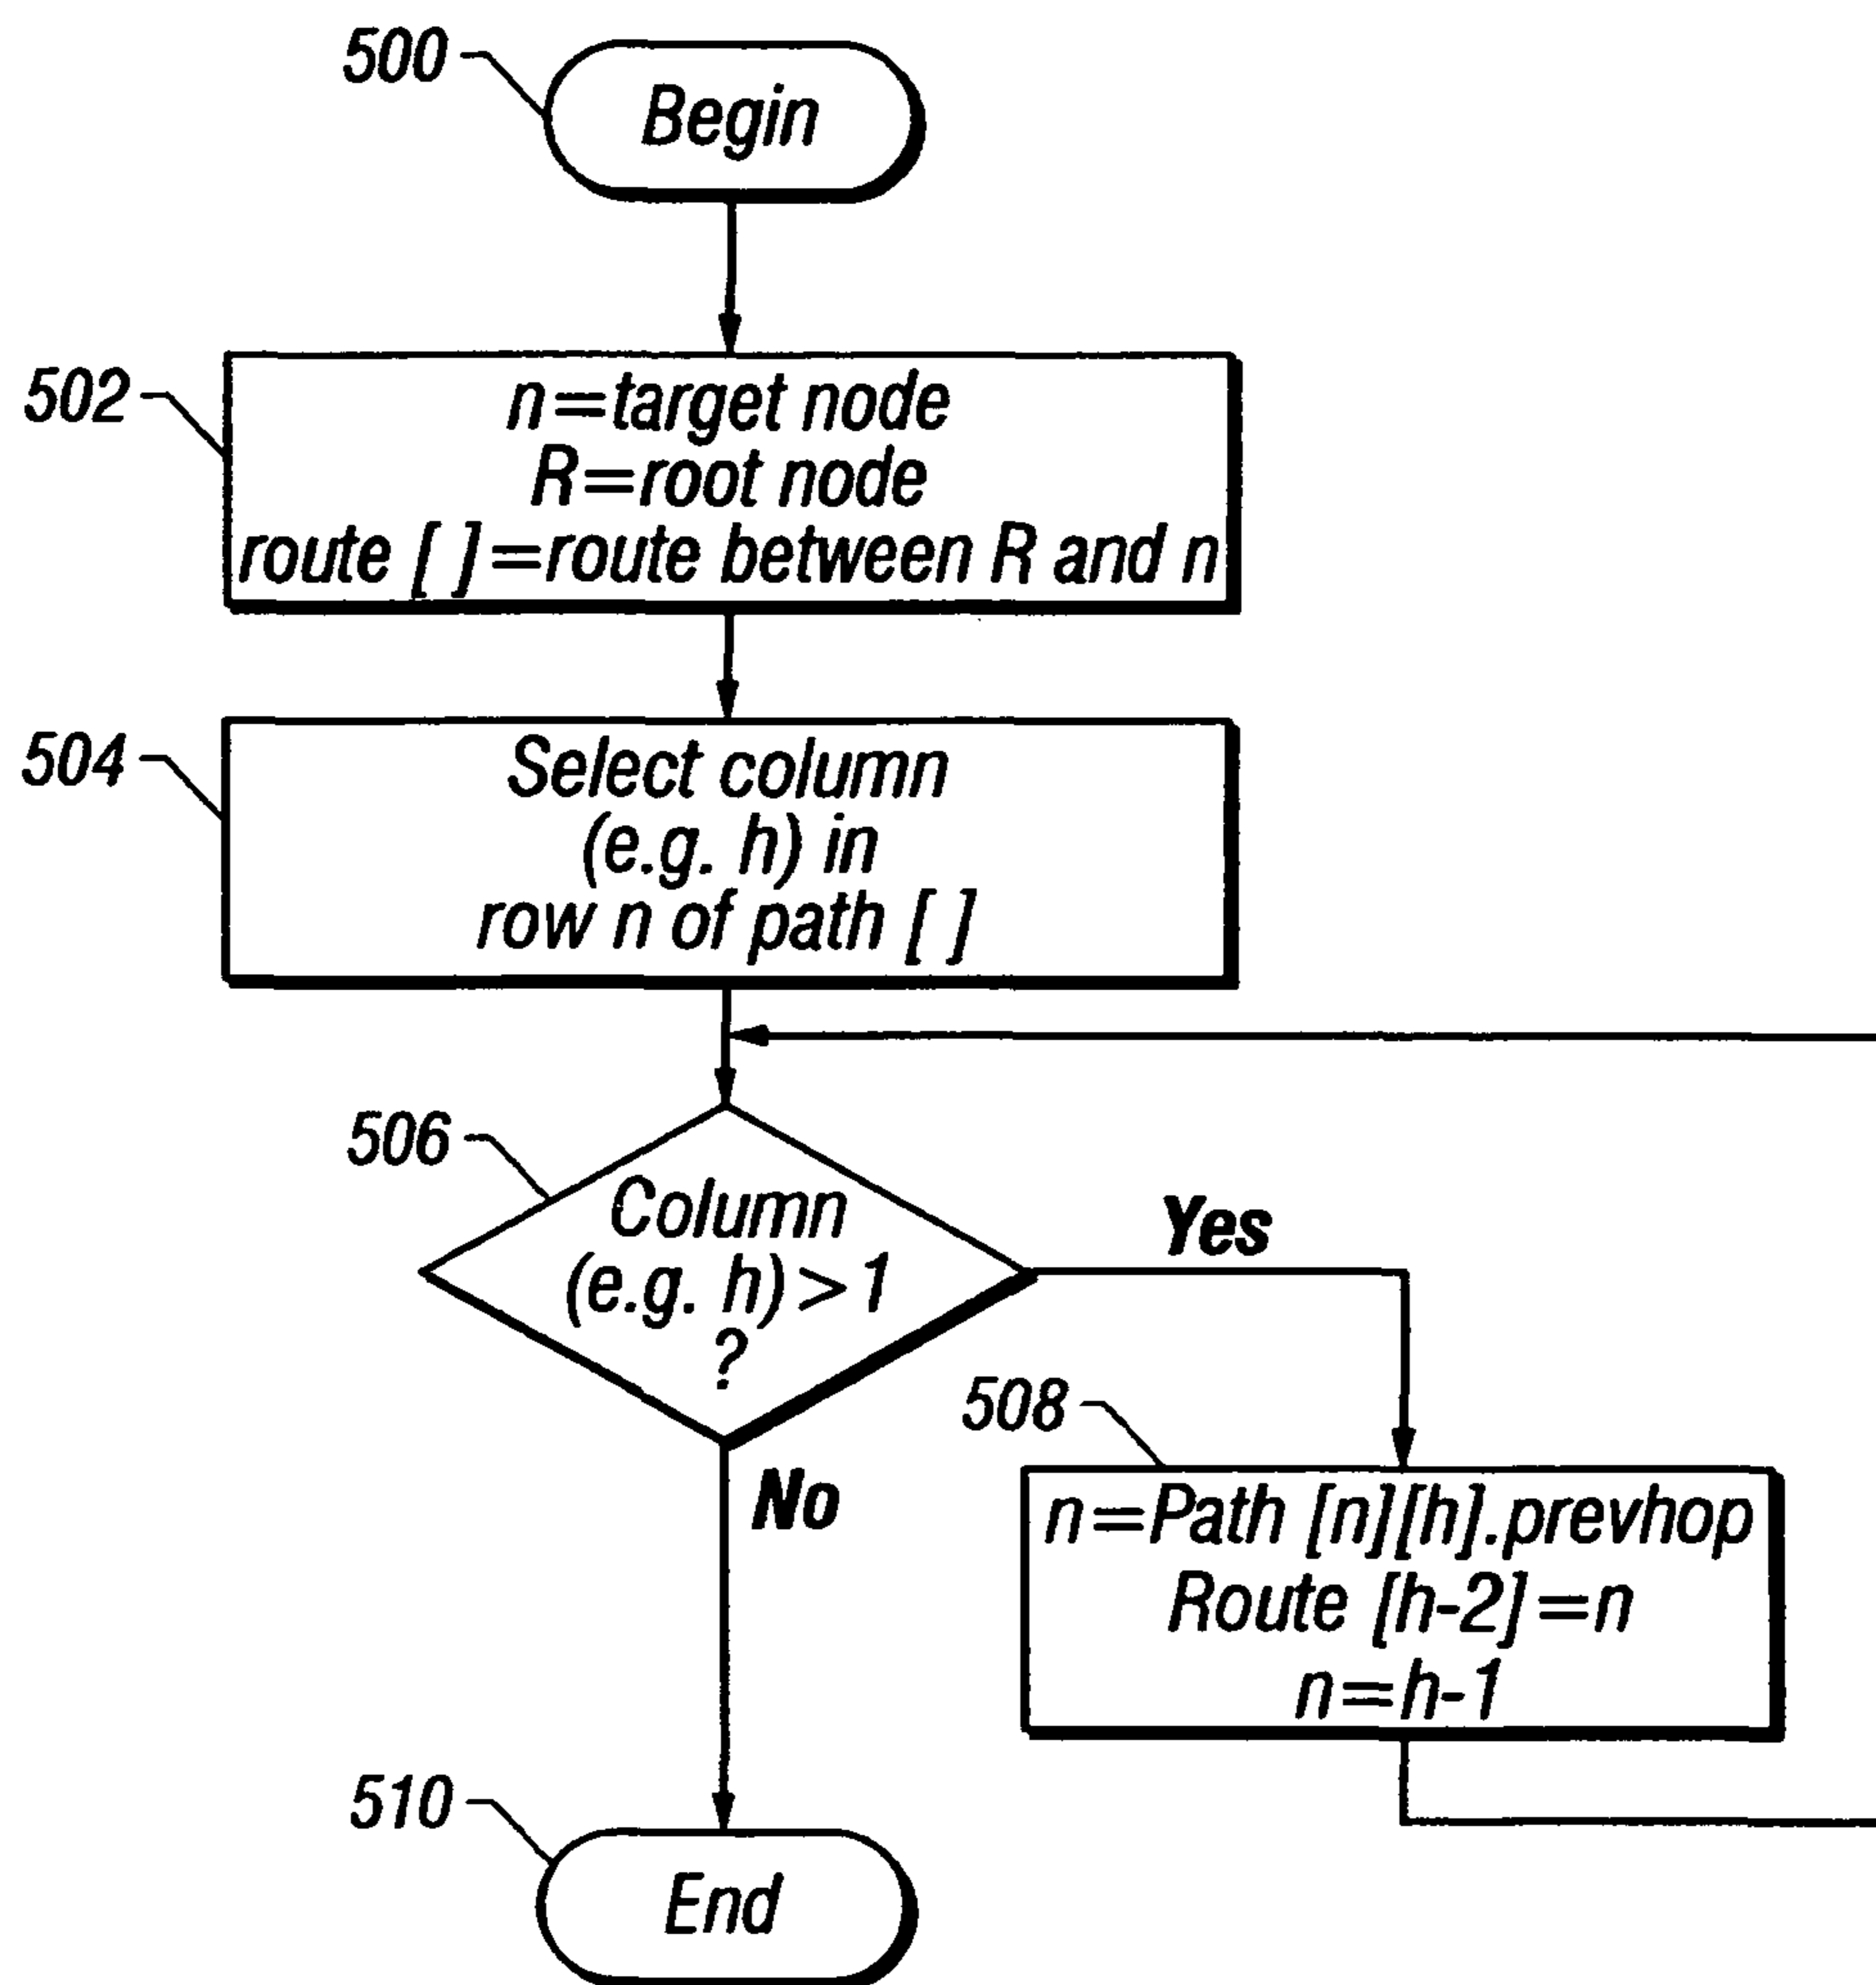 500
Begin
502
n=target node
R=root node
route [ ]=route between R and n
504
Select column
(e.g. h) in
row n of path [ ]
506
Column
(e.g. h)>1
?
Yes
508
n=Path [n][h].prevhop
Route [h-2]=n
n=h-1
No
510
End